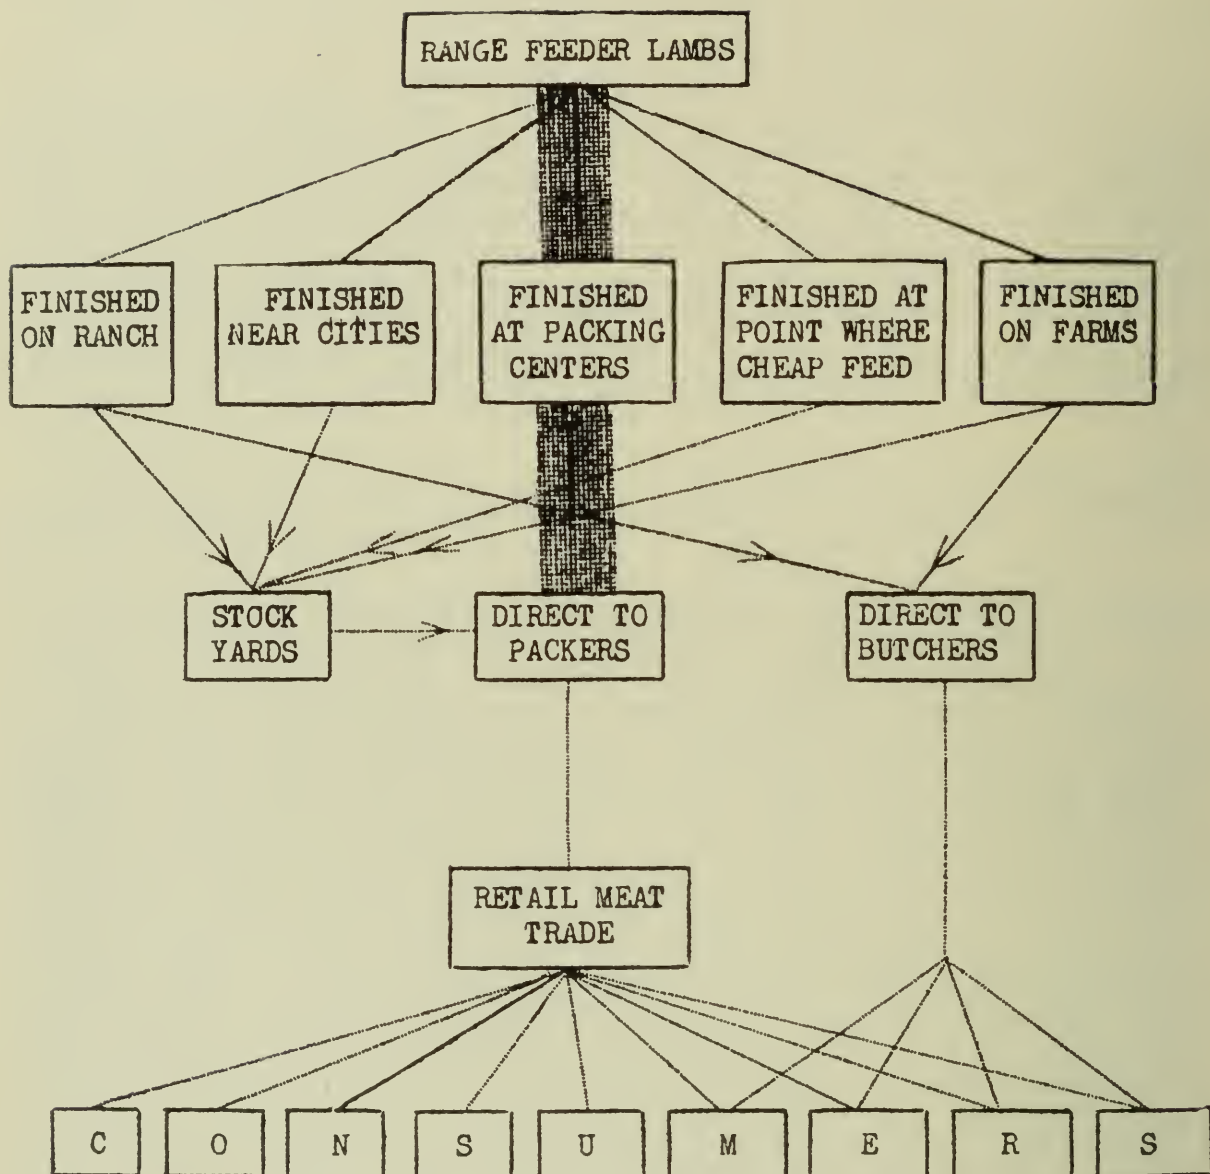 RANGE FEEDER LAMBS
FINISHED
ON RANCH
FINISHED
NEAR CITIES
FINISHED
AT PACKING
CENTERS
FINISHED AT
POINT WHERE
CHEAP FEED
FINISHED
ON FARMS
STOCK
YARDS
DIRECT TO
PACKERS
DIRECT TO
BUTCHERS
RETAIL MEAT
TRADE
C O N S U M E R S